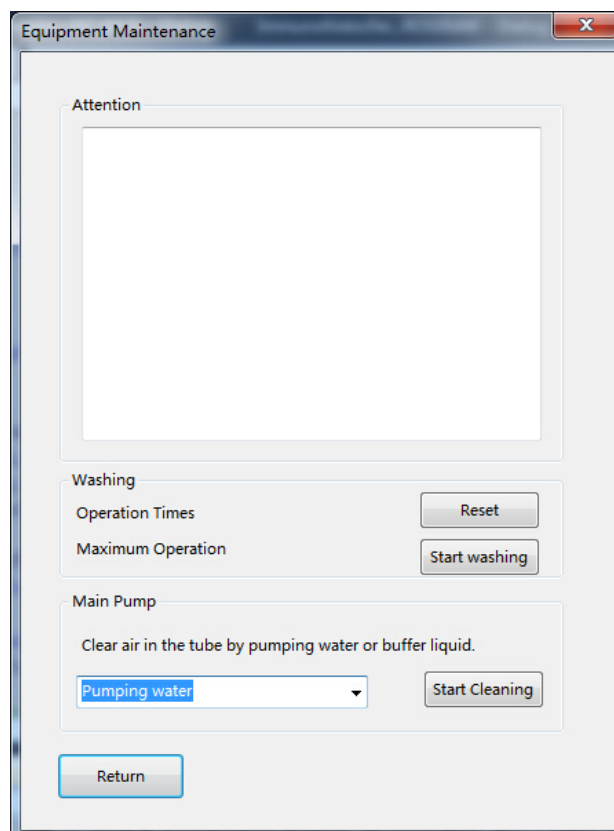 Equipment Maintenance
Attention
Washing
Operation Times
Reset
Maximum Operation
Start washing
Main Pump
Clear air in the tube by pumping water or buffer liquid.
Pumping water
Start Cleaning
Return